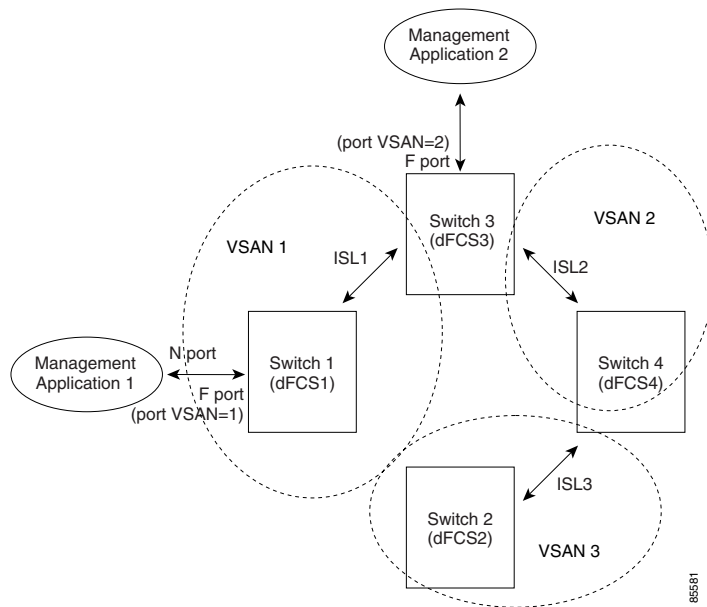 Management
Application 2
(port VSAN=2)
F port
Switch 3
(dFCS3)
VSAN 1
VSAN 2
ISL1
ISL2
Management
Application 1
N port
F port
(port VSAN=1)
Switch 1
(dFCS1)
Switch 4
(dFCS4)
ISL3
Switch 2
(dFCS2)
VSAN 3
85581